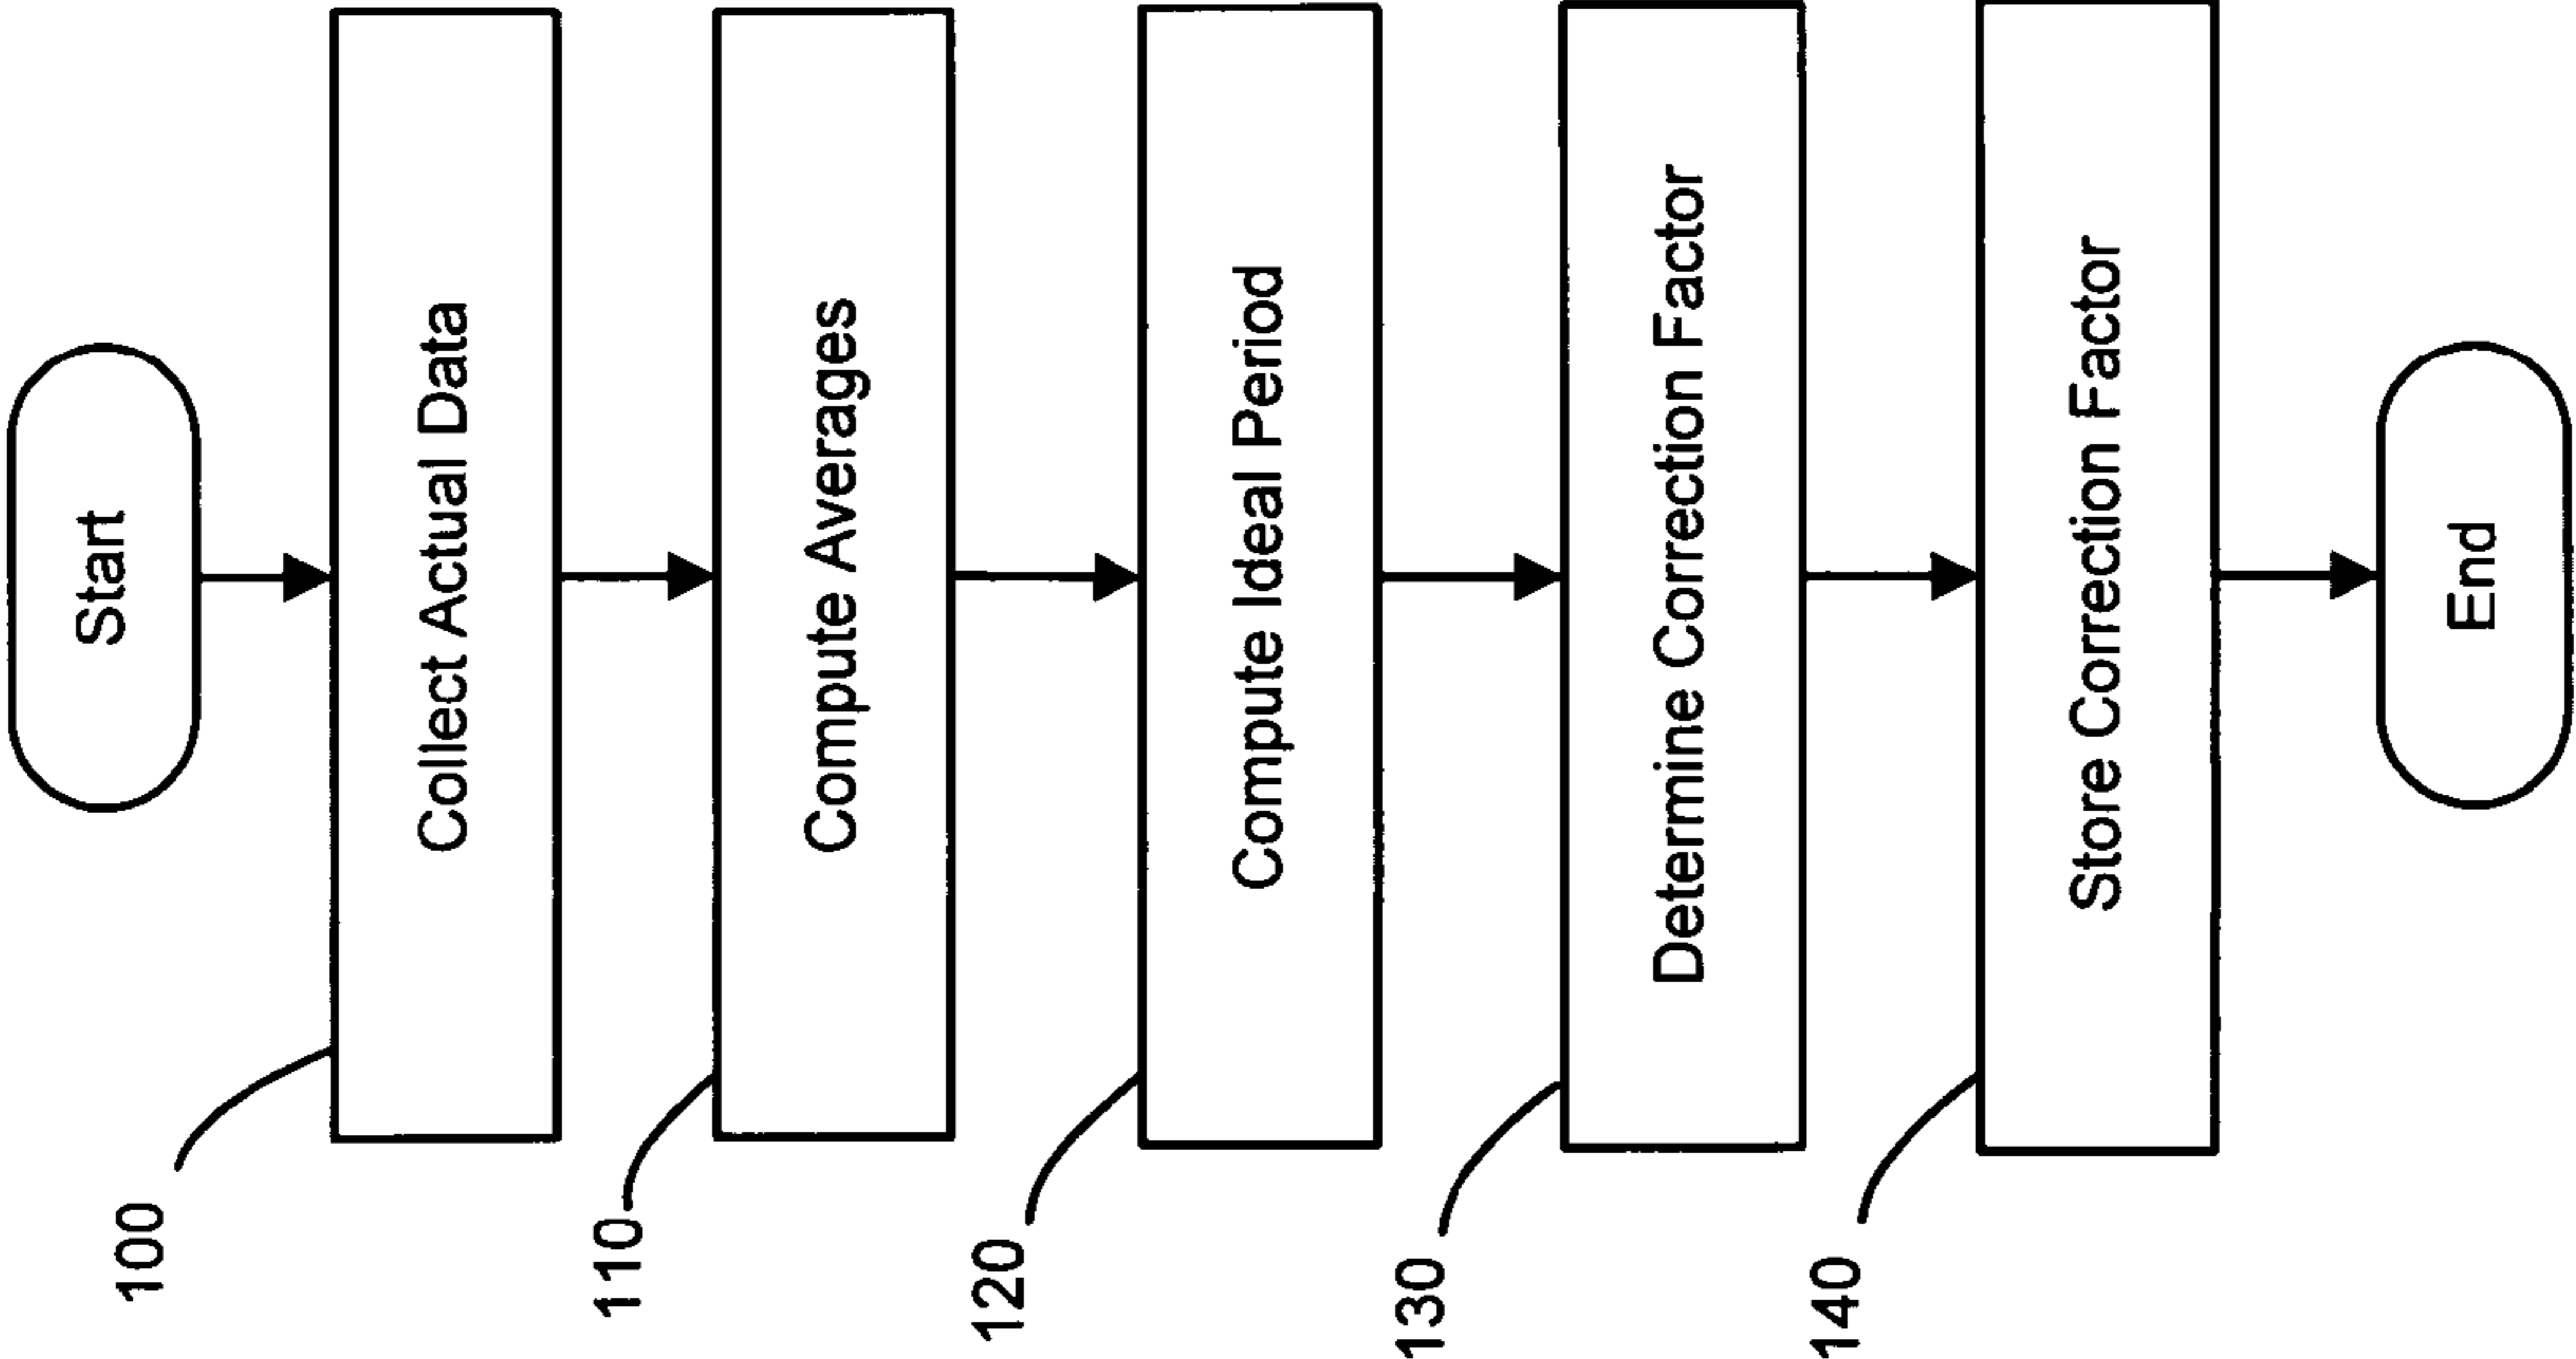 Start
100
Collect Actual Data
110
Compute Averages
120
Compute Ideal Period
130
Determine Correction Factor
140
Store Correction Factor
End